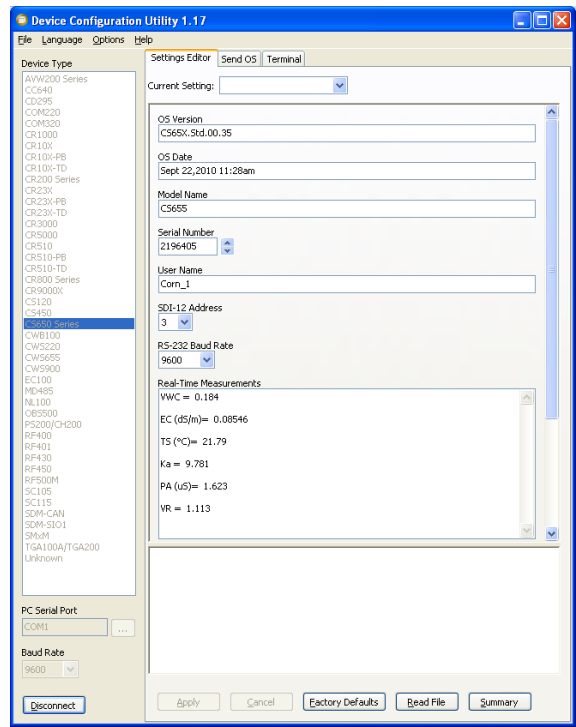 Device Configuration Utility 1.17
File Language Options Help
Device Type
AVW200 Series
CC640
CD295
COM220
COM320
CR1000
CR10X
CR10X-PB
CR10X-TD
CR200 Series
CR23X
CR23X-PB
CR23X-TD
CR3000
CR5000
CR510
CR510-PB
CR510-TD
CR800 Series
CR9000X
CS120
CS450
CS650 Series
CWB100
CWS220
CWS655
CWS900
EC100
MD485
NL100
OBS500
PS200/CH200
RF400
RF401
RF430
RF450
RF500M
SC105
SC115
SDM-CAN
SDM-SIO1
SMxM
TGA100A/TGA200
Unknown
PC Serial Port
COM1
...
Baud Rate
9600
Disconnect
Settings Editor Send OS Terminal
Current Setting:
OS Version
CS65X.Std.00.35
OS Date
Sept 22,2010 11:28am
Model Name
CS655
Serial Number
2196405
User Name
Corn_1
SDI-12 Address
3
RS-232 Baud Rate
9600
Real-Time Measurements
VWC = 0.184
EC (dS/m)= 0.08546
TS (°C)= 21.79
Ka = 9.781
PA (uS)= 1.623
VR = 1.113
Apply Cancel Factory Defaults Read File Summary